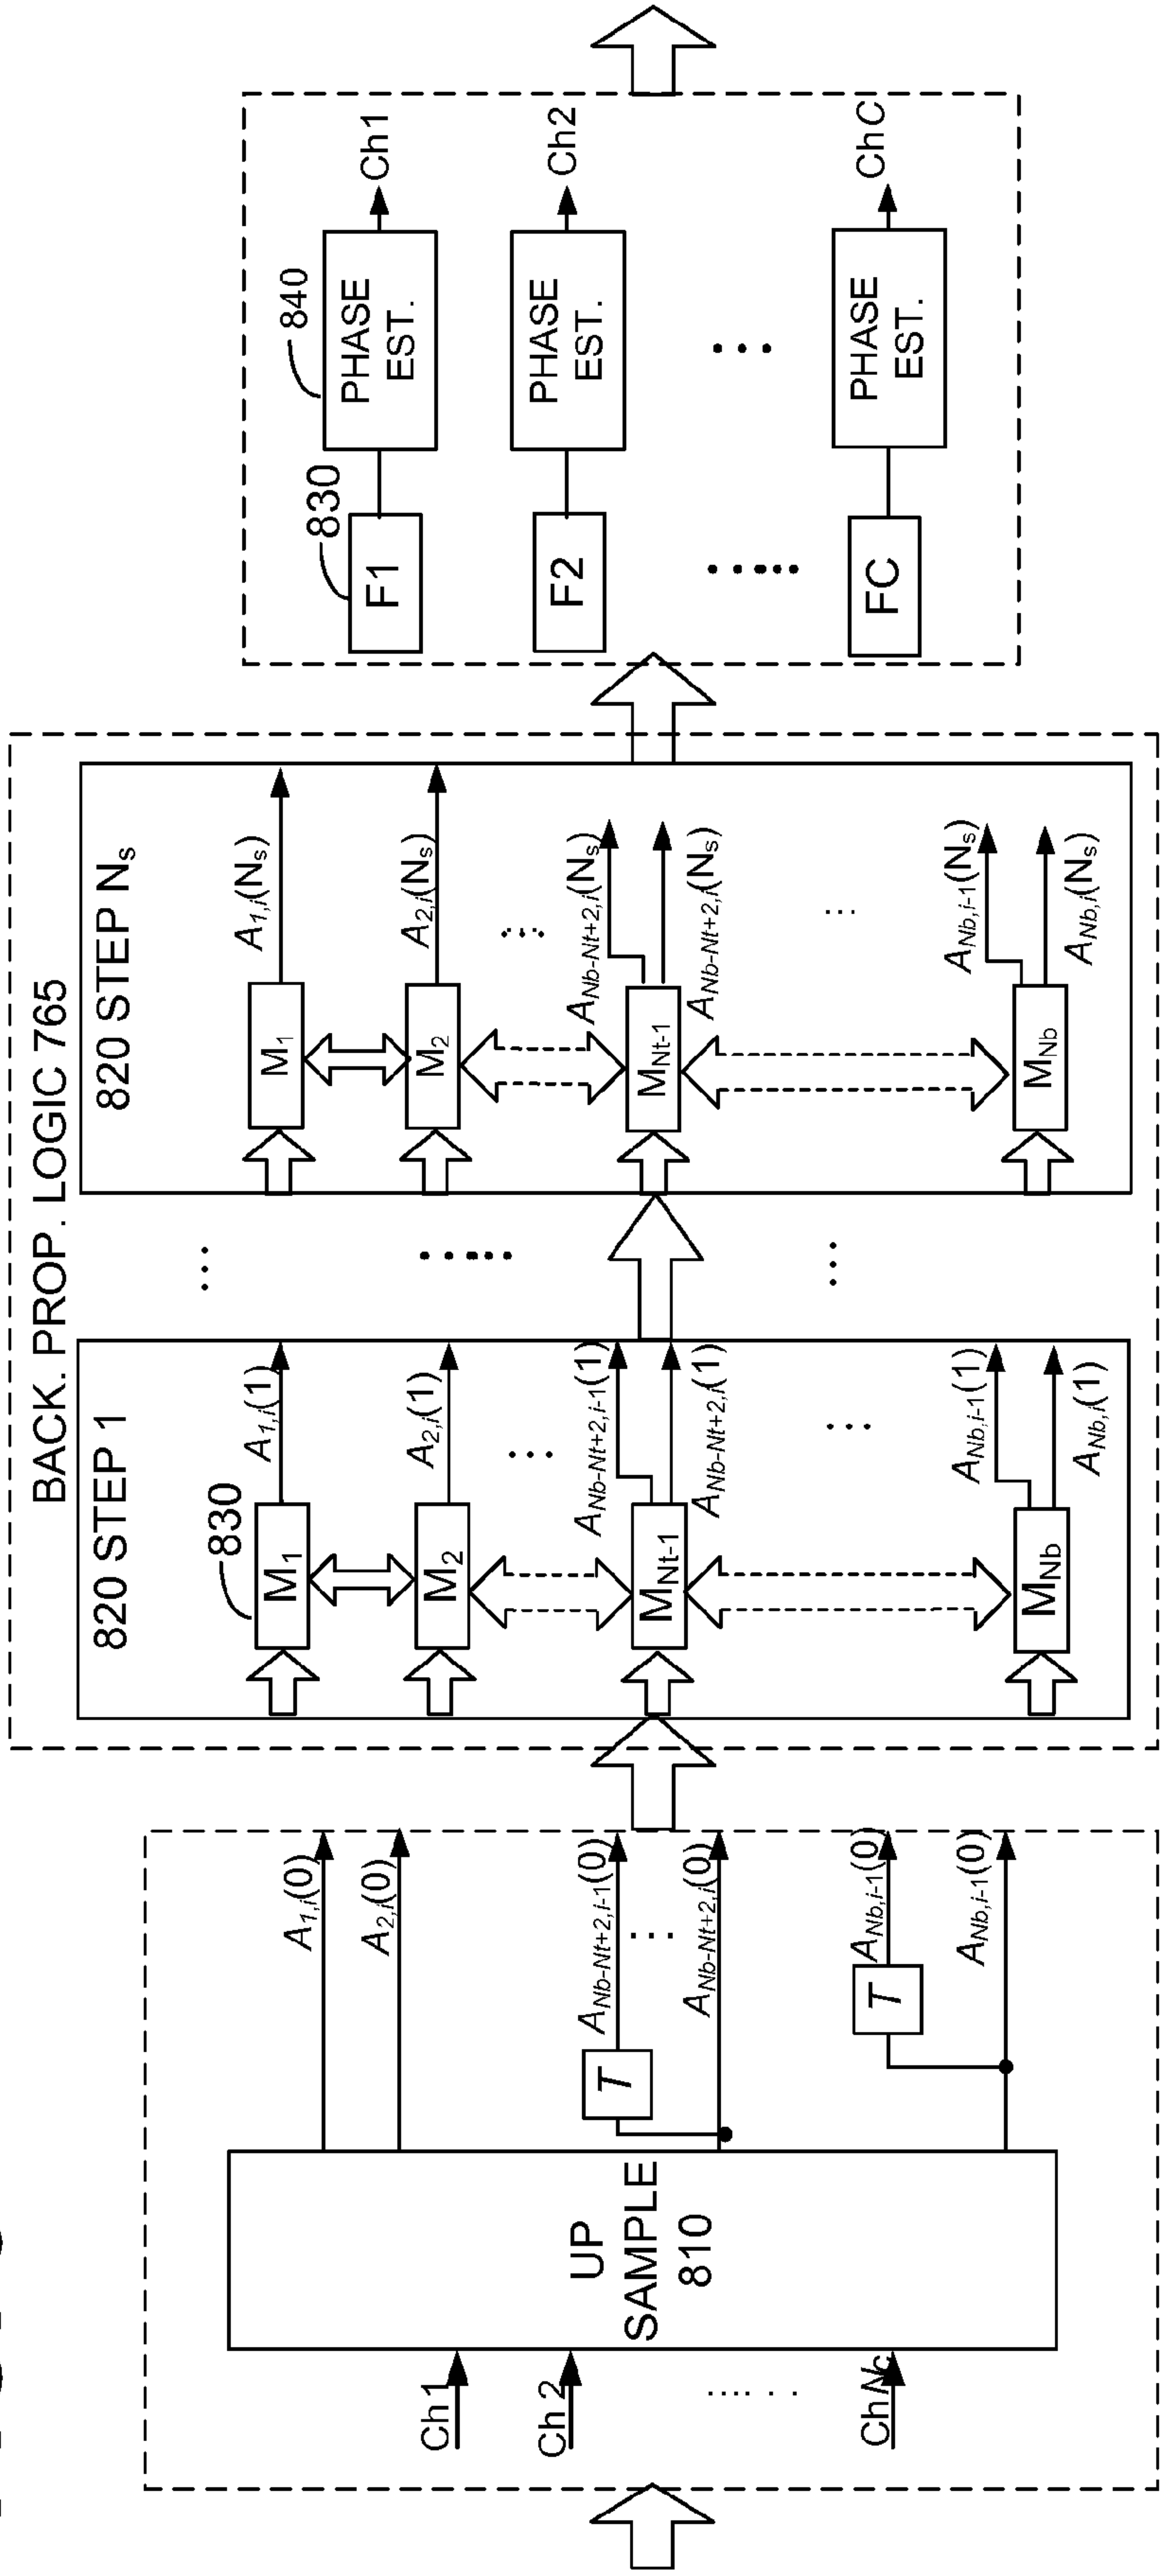 Ch 1
Ch 2
...... .
Ch Nc
UP
SAMPLE
810
A1,i(0)
A2,i(0)
T
ANb-Nt+2,i-1(0)
...
ANb-Nt+2,i(0)
T
ANb,i-1(0)
ANb,i-1(0)
BACK. PROP. LOGIC 765
820 STEP 1
830
M1
A1,i(1)
M2
A2,i(1)
...
MNt-1
ANb-Nt+2,i-1(1)
ANb-Nt+2,i(1)
...
MNb
ANb,i-1(1)
ANb,i(1)
...
.....
...
820 STEP Ns
M1
A1,i(Ns)
M2
A2,i(Ns)
...
MNt-1
ANb-Nt+2,i(Ns)
ANb-Nt+2,i(Ns)
...
MNb
ANb,i-1(Ns)
ANb,i(Ns)
830
F1
840
PHASE
EST.
Ch1
F2
PHASE
EST.
Ch2
.....
...
FC
PHASE
EST.
ChC